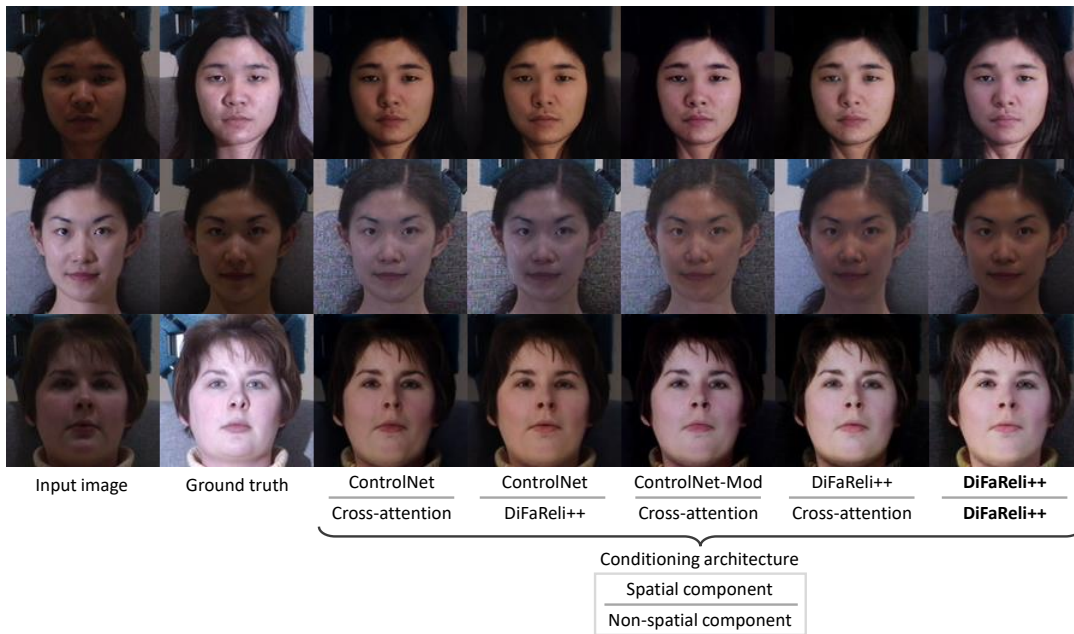 Input image
Ground truth
ControlNet
Cross-attention
ControlNet
DiFaReli++
ControlNet-Mod
Cross-attention
DiFaReli++
Cross-attention
DiFaReli++
DiFaReli++
Conditioning architecture
Spatial component
Non-spatial component